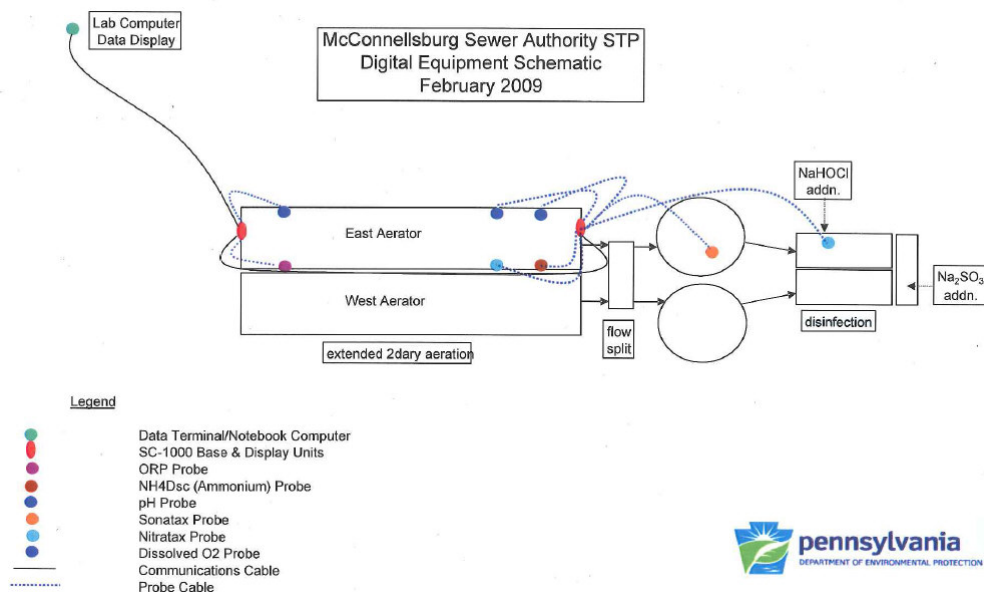 Lab Computer
Data Display
McConnellsburg Sewer Authority STP
Digital Equipment Schematic
February 2009
NaHOCl
addn.
East Aerator
West Aerator
Na₂SO₃
addn.
flow
split
disinfection
extended 2dary aeration
Legend
Data Terminal/Notebook Computer
SC-1000 Base & Display Units
ORP Probe
NH4Dsc (Ammonium) Probe
pH Probe
Sonatax Probe
Nitratax Probe
Dissolved O2 Probe
Communications Cable
Probe Cable
pennsylvania
DEPARTMENT OF ENVIRONMENTAL PROTECTION